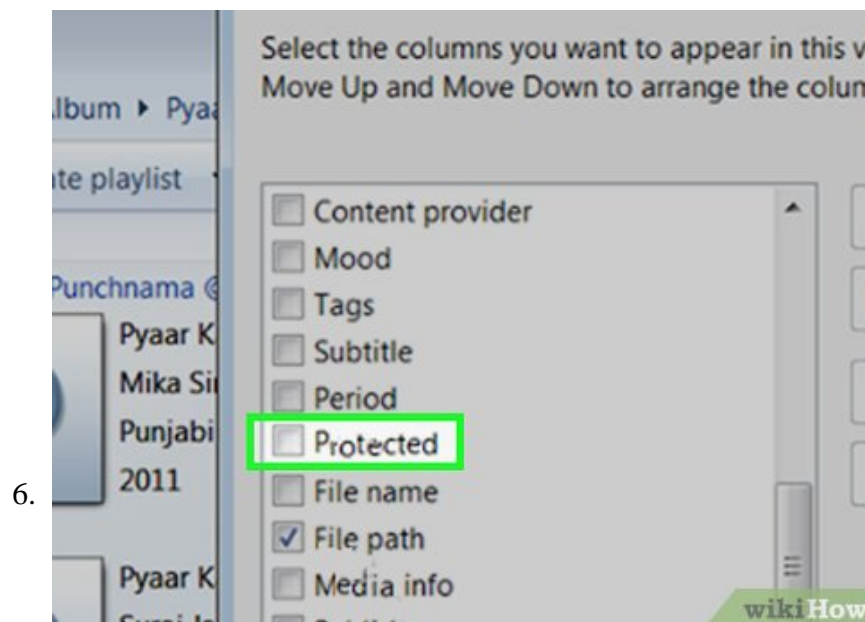 Select the columns you want to appear in this v
Move Up and Move Down to arrange the colum
lbum ▸ Pyaa
te playlist
Punchnama @
Pyaar K
Mika Si
Punjabi
2011
Pyaar K
Content provider
Mood
Tags
Subtitle
Period
Protected
File name
File path
Media info
6.
wikiHow